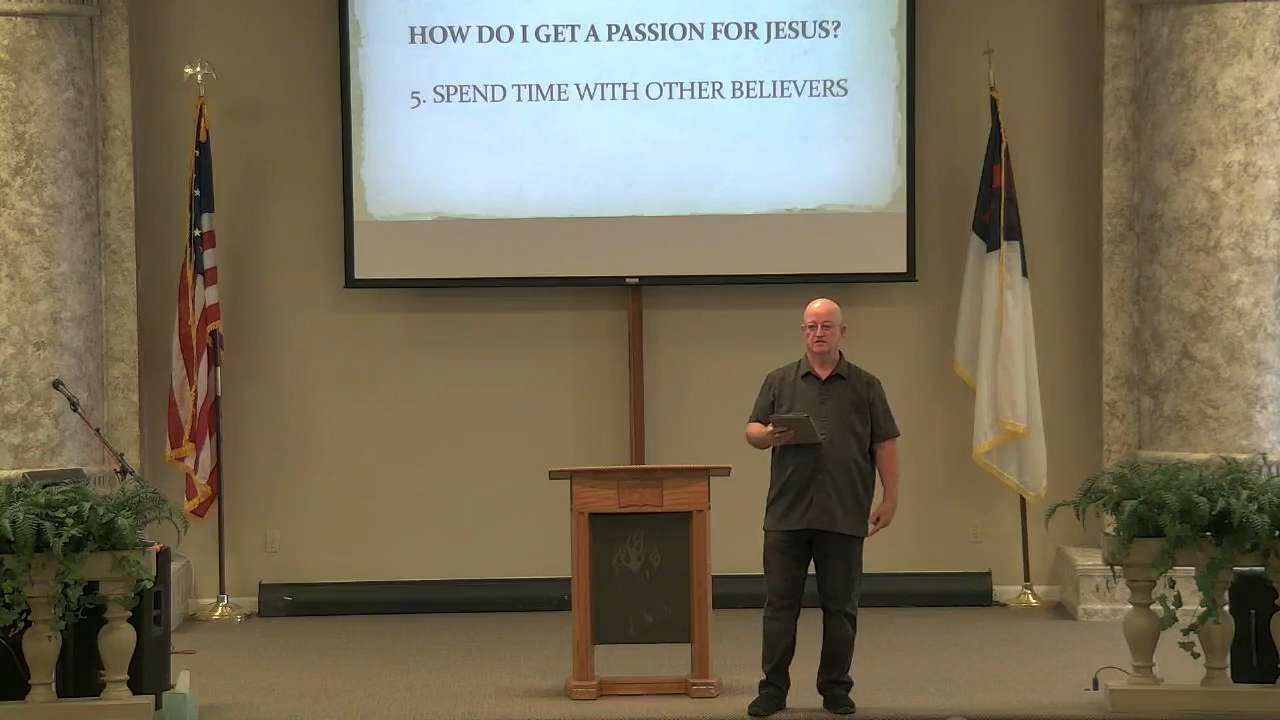 HOW DO I GET A PASSION FOR JESUS?
5. SPEND TIME WITH OTHER BELIEVERS